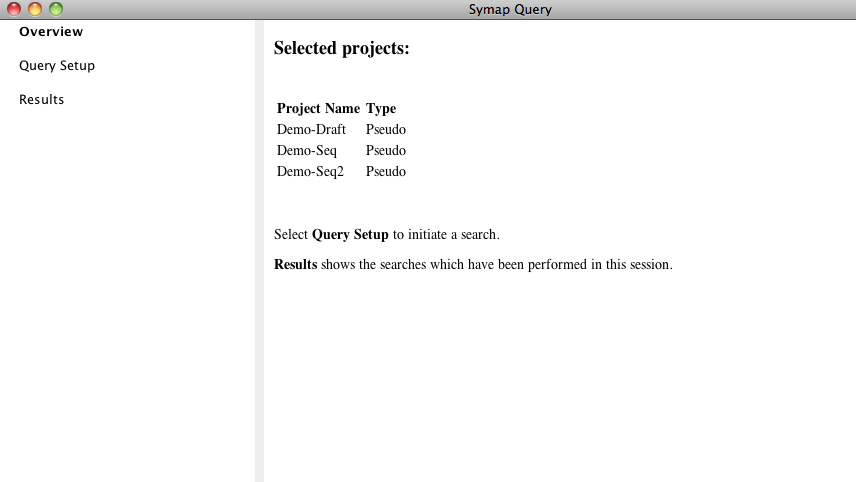 Symap Query
Overview
Query Setup
Results
Selected projects:
Project Name Type
Demo-Draft Pseudo
Demo-Seq Pseudo
Demo-Seq2 Pseudo
Select Query Setup to initiate a search.
Results shows the searches which have been performed in this session.